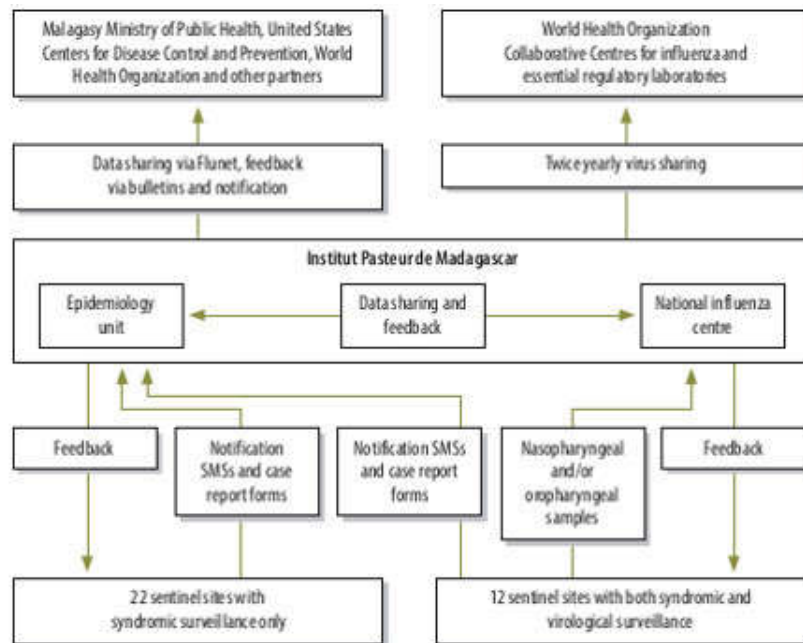 Malagasy Ministry of Public Health, United States
Centers for Disease Control and Prevention, World
Health Organization and other partners
World Health Organization
Collaborative Centres for influenza and
essential regulatory laboratories
Data sharing via Flunet, feedback
via bulletins and notification
Twice yearly virus sharing
Institut Pasteur de Madagascar
Epidemiology
unit
Data sharing and
feedback
National influenza
centre
Feedback
Notification
SMSs and case
report forms
Notification SMSs
and case report
forms
Nasopharyngeal
and/or
oropharyngeal
samples
Feedback
22 sentinel sites with
syndromic surveillance only
12 sentinel sites with both syndromic and
virological surveillance